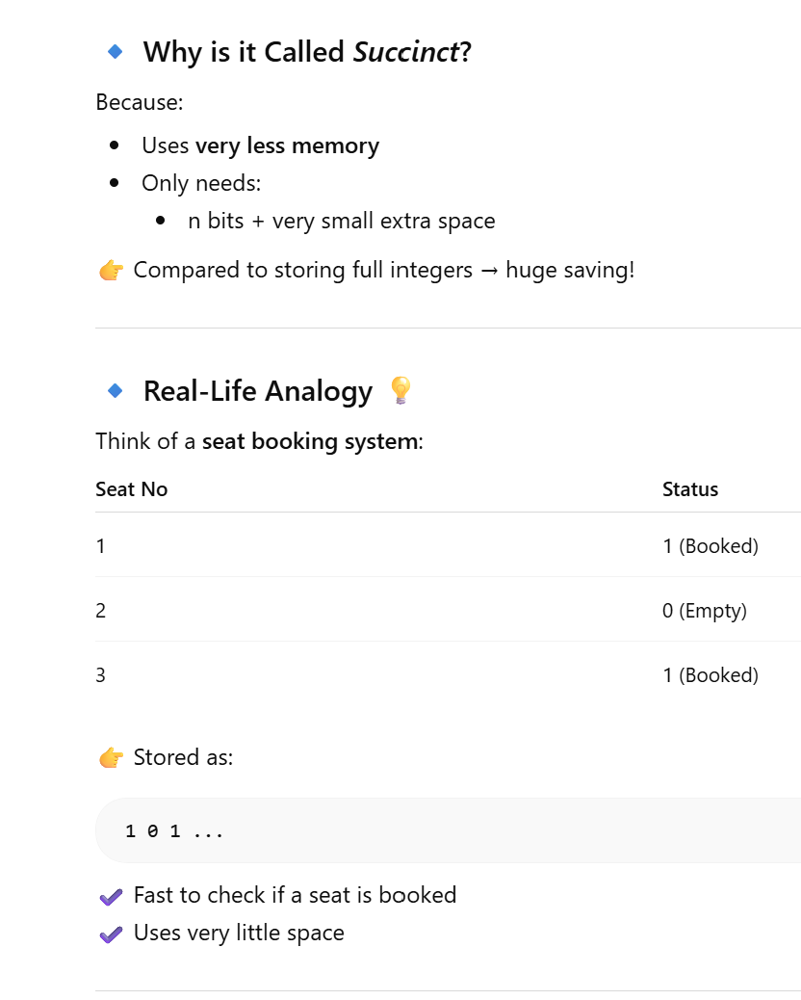 🔹 Why is it Called Succinct?
Because:
• Uses very less memory
• Only needs:
• n bits + very small extra space
👉 Compared to storing full integers → huge saving!
🔹 Real-Life Analogy 💡
Think of a seat booking system:
Seat No Status
1 1 (Booked)
2 0 (Empty)
3 1 (Booked)
👉 Stored as:
1 0 1 ...
✔ Fast to check if a seat is booked
✔ Uses very little space